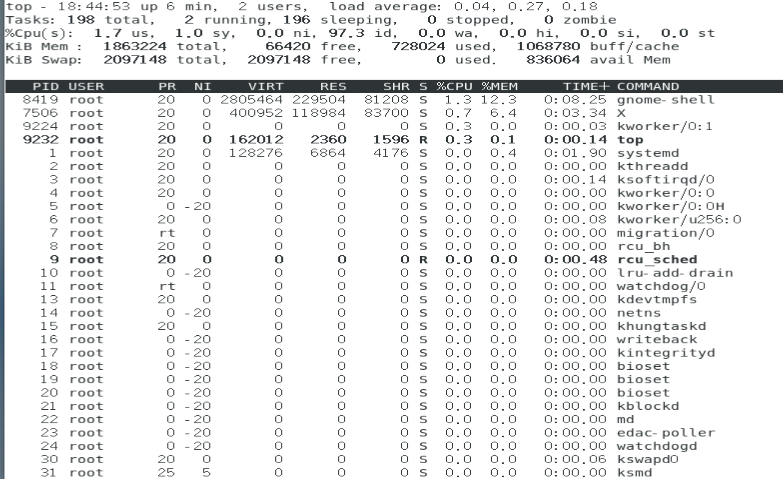 top - 18:44:53 up 6 min,  2 users,  load average: 0.04, 0.27, 0.18
Tasks: 198 total,   2 running, 196 sleeping,   0 stopped,   0 zombie
%Cpu(s):  1.7 us,  1.0 sy,  0.0 ni, 97.3 id,  0.0 wa,  0.0 hi,  0.0 si,  0.0 st
KiB Mem :  1863224 total,    66420 free,   728024 used,  1068780 buff/cache
KiB Swap:  2097148 total,  2097148 free,        0 used.   836064 avail Mem
PID USER PR NI VIRT RES SHR S %CPU %MEM TIME+ COMMAND
8419 root 20 0 2805464 229504 81208 S 1.3 12.3 0:08.25 gnome-shell
7506 root 20 0 400952 118984 83700 S 0.7 6.4 0:03.34 X
9224 root 20 0 0 0 0 S 0.3 0.0 0:00.03 kworker/0:1
9232 root 20 0 162012 2360 1596 R 0.3 0.1 0:00.14 top
1 root 20 0 128276 6864 4176 S 0.0 0.4 0:01.90 systemd
2 root 20 0 0 0 0 S 0.0 0.0 0:00.00 kthreadd
3 root 20 0 0 0 0 S 0.0 0.0 0:00.14 ksoftirqd/0
4 root 20 0 0 0 0 S 0.0 0.0 0:00.00 kworker/0:0
5 root 0 -20 0 0 0 S 0.0 0.0 0:00.00 kworker/0:0H
6 root 20 0 0 0 0 S 0.0 0.0 0:00.08 kworker/u256:0
7 root rt 0 0 0 0 S 0.0 0.0 0:00.00 migration/0
8 root 20 0 0 0 0 S 0.0 0.0 0:00.00 rcu_bh
9 root 20 0 0 0 0 R 0.0 0.0 0:00.48 rcu_sched
10 root 0 -20 0 0 0 S 0.0 0.0 0:00.00 lru-add-drain
11 root rt 0 0 0 0 S 0.0 0.0 0:00.00 watchdog/0
13 root 20 0 0 0 0 S 0.0 0.0 0:00.00 kdevtmpfs
14 root 0 -20 0 0 0 S 0.0 0.0 0:00.00 netns
15 root 20 0 0 0 0 S 0.0 0.0 0:00.00 khungtaskd
16 root 0 -20 0 0 0 S 0.0 0.0 0:00.00 writeback
17 root 0 -20 0 0 0 S 0.0 0.0 0:00.00 kintegrityd
18 root 0 -20 0 0 0 S 0.0 0.0 0:00.00 bioset
19 root 0 -20 0 0 0 S 0.0 0.0 0:00.00 bioset
20 root 0 -20 0 0 0 S 0.0 0.0 0:00.00 bioset
21 root 0 -20 0 0 0 S 0.0 0.0 0:00.00 kblockd
22 root 0 -20 0 0 0 S 0.0 0.0 0:00.00 md
23 root 0 -20 0 0 0 S 0.0 0.0 0:00.00 edac-poller
24 root 0 -20 0 0 0 S 0.0 0.0 0:00.00 watchdogd
30 root 20 0 0 0 0 S 0.0 0.0 0:00.06 kswapd0
31 root 25 5 0 0 0 S 0.0 0.0 0:00.00 ksmd